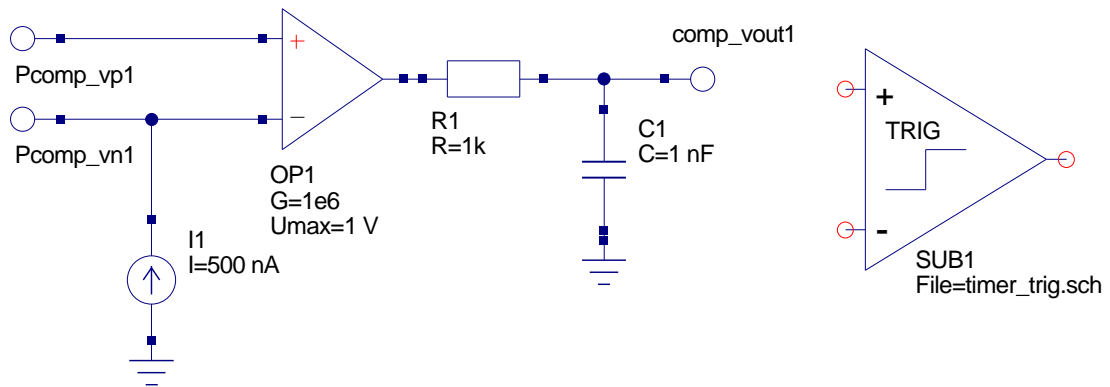 Pcomp_vp1
Pcomp_vn1
+
−
OP1
G=1e6
Umax=1 V
I1
I=500 nA
R1
R=1k
comp_vout1
C1
C=1 nF
+
TRIG
-
SUB1
File=timer_trig.sch